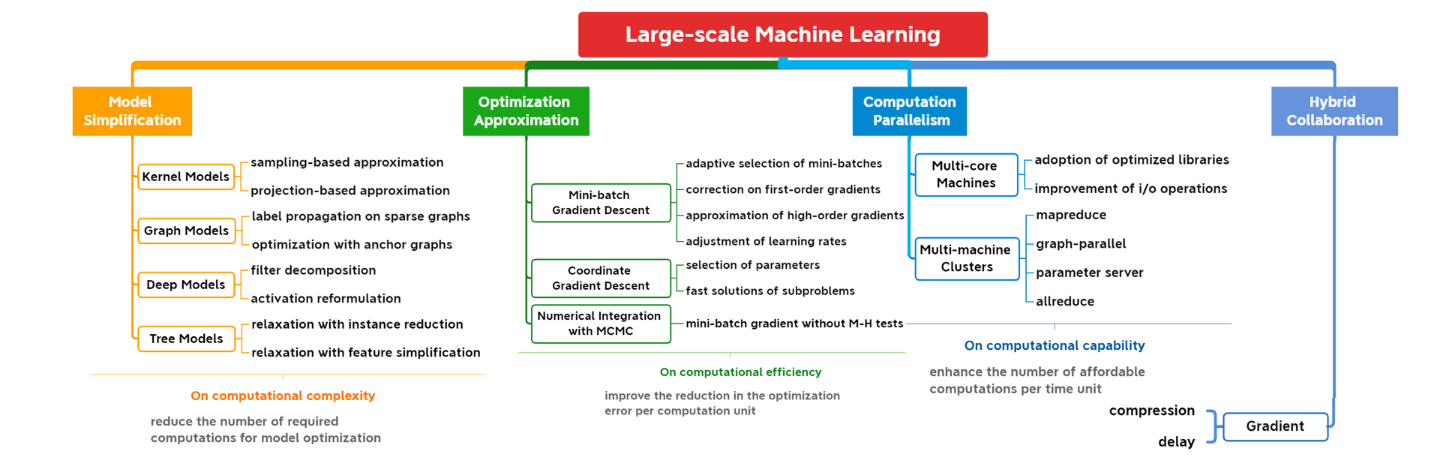 Large-scale Machine Learning
Model
Simplification
Kernel Models
sampling-based approximation
projection-based approximation
Graph Models
label propagation on sparse graphs
optimization with anchor graphs
Deep Models
filter decomposition
activation reformulation
Tree Models
relaxation with instance reduction
relaxation with feature simplification
On computational complexity
reduce the number of required
computations for model optimization
Optimization
Approximation
Mini-batch
Gradient Descent
adaptive selection of mini-batches
correction on first-order gradients
approximation of high-order gradients
adjustment of learning rates
Coordinate
Gradient Descent
selection of parameters
fast solutions of subproblems
Numerical Integration
with MCMC
mini-batch gradient without M-H tests
On computational efficiency
improve the reduction in the optimization
error per computation unit
Computation
Parallelism
Multi-core
Machines
adoption of optimized libraries
improvement of i/o operations
Multi-machine
Clusters
mapreduce
graph-parallel
parameter server
allreduce
On computational capability
enhance the number of affordable
computations per time unit
Hybrid
Collaboration
Gradient
compression
delay